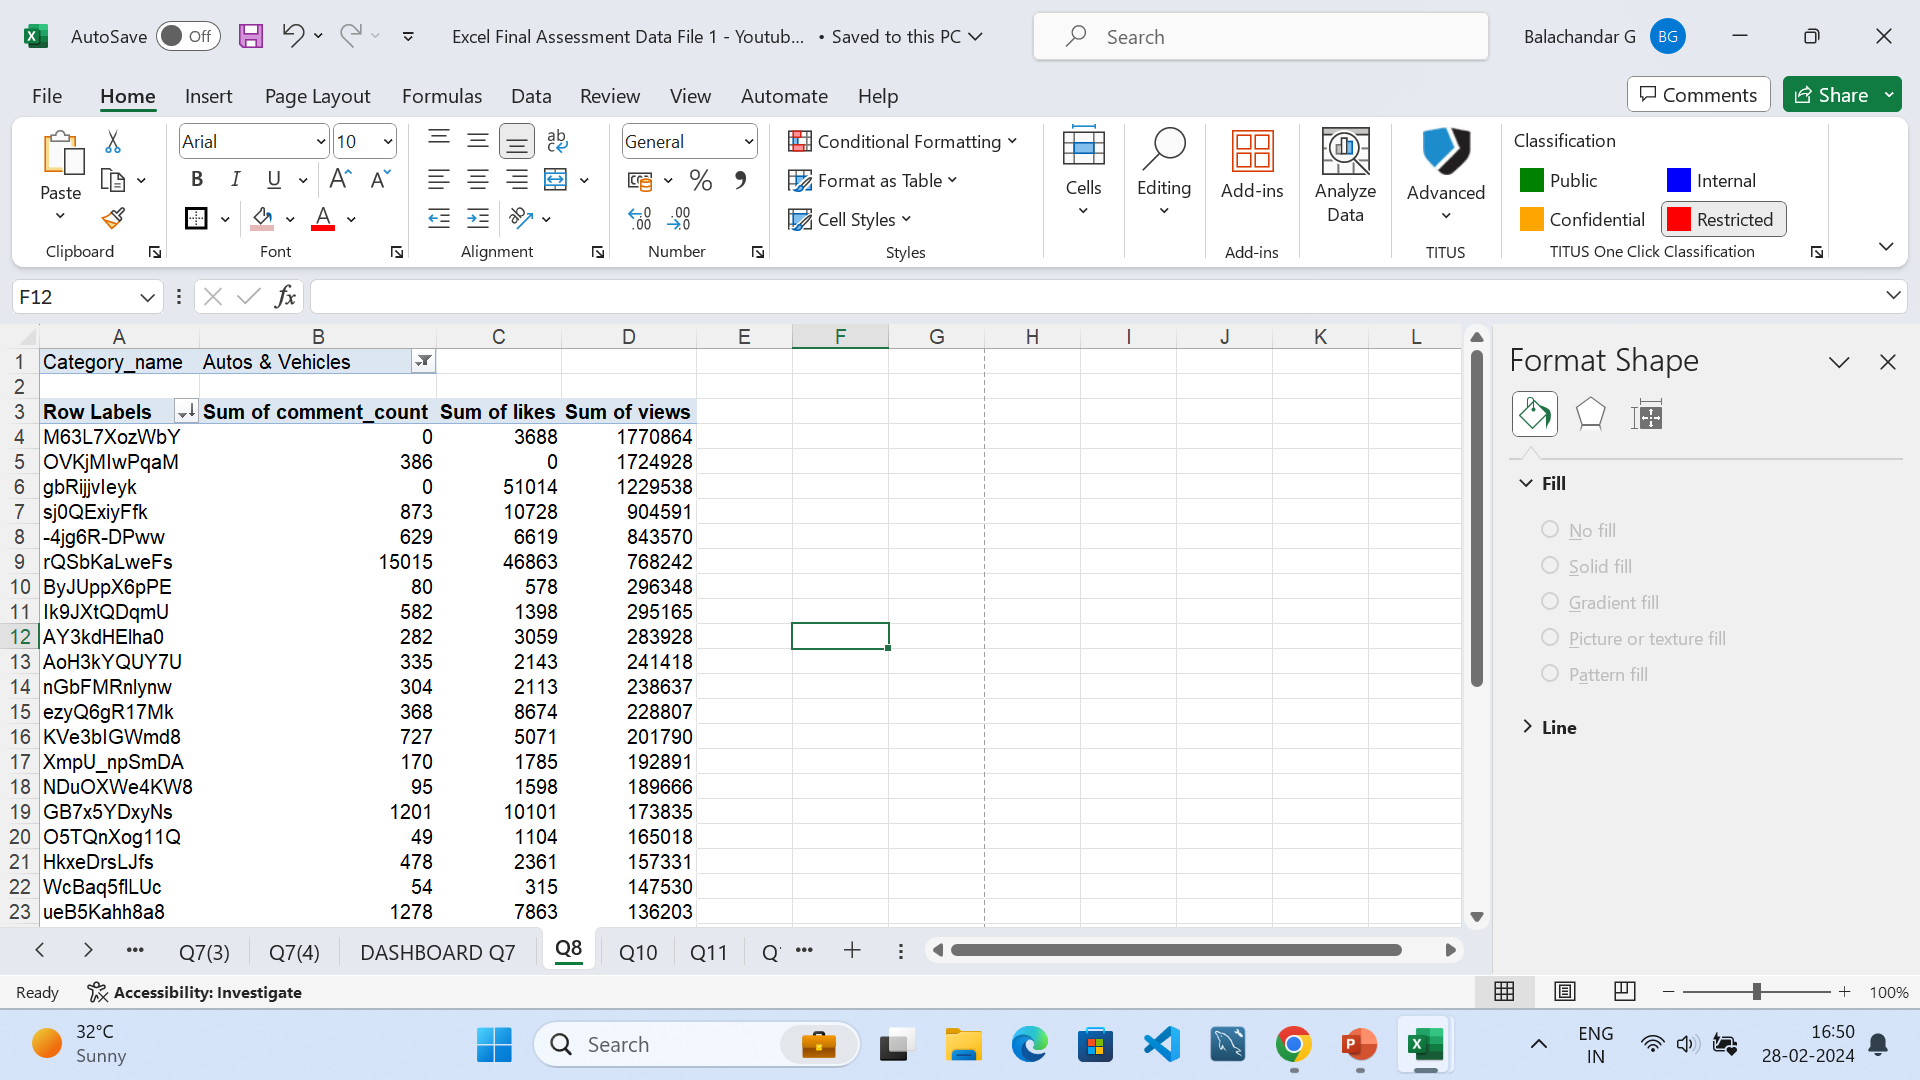 AutoSave Off Excel Final Assessment Data File 1 - Youtub... • Saved to this PC Search Balachandar G BG
File Home Insert Page Layout Formulas Data Review View Automate Help Comments Share
Paste Clipboard
Arial 10 B I U A A A Font
ab Alignment
General % Number
Conditional Formatting
Format as Table
Cell Styles
Styles
Cells
Editing
Add-ins
Add-ins
Analyze
Data
Advanced
TITUS
Classification
Public Internal
Confidential Restricted
TITUS One Click Classification
F12 fx
A B C D E F G H I J K L
1 Category_name Autos & Vehicles
2
3 Row Labels Sum of comment_count Sum of likes Sum of views
4 M63L7XozWbY 0 3688 1770864
5 OVKjMIwPqaM 386 0 1724928
6 gbRijjvIeyk 0 51014 1229538
7 sj0QExiyFfk 873 10728 904591
8 -4jg6R-DPww 629 6619 843570
9 rQSbKaLweFs 15015 46863 768242
10 ByJUppX6pPE 80 578 296348
11 Ik9JXtQDqmU 582 1398 295165
12 AY3kdHElha0 282 3059 283928
13 AoH3kYQUY7U 335 2143 241418
14 nGbFMRnlynw 304 2113 238637
15 ezyQ6gR17Mk 368 8674 228807
16 KVe3bIGWmd8 727 5071 201790
17 XmpU_npSmDA 170 1785 192891
18 NDuOXWe4KW8 95 1598 189666
19 GB7x5YDxyNs 1201 10101 173835
20 O5TQnXog11Q 49 1104 165018
21 HkxeDrsLJfs 478 2361 157331
22 WcBaq5flLUc 54 315 147530
23 ueB5Kahh8a8 1278 7863 136203
Format Shape
Fill
No fill
Solid fill
Gradient fill
Picture or texture fill
Pattern fill
Line
Q7(3) Q7(4) DASHBOARD Q7 Q8 Q10 Q11
Ready Accessibility: Investigate 100%
32°C
Sunny
Search
ENG
IN
16:50
28-02-2024